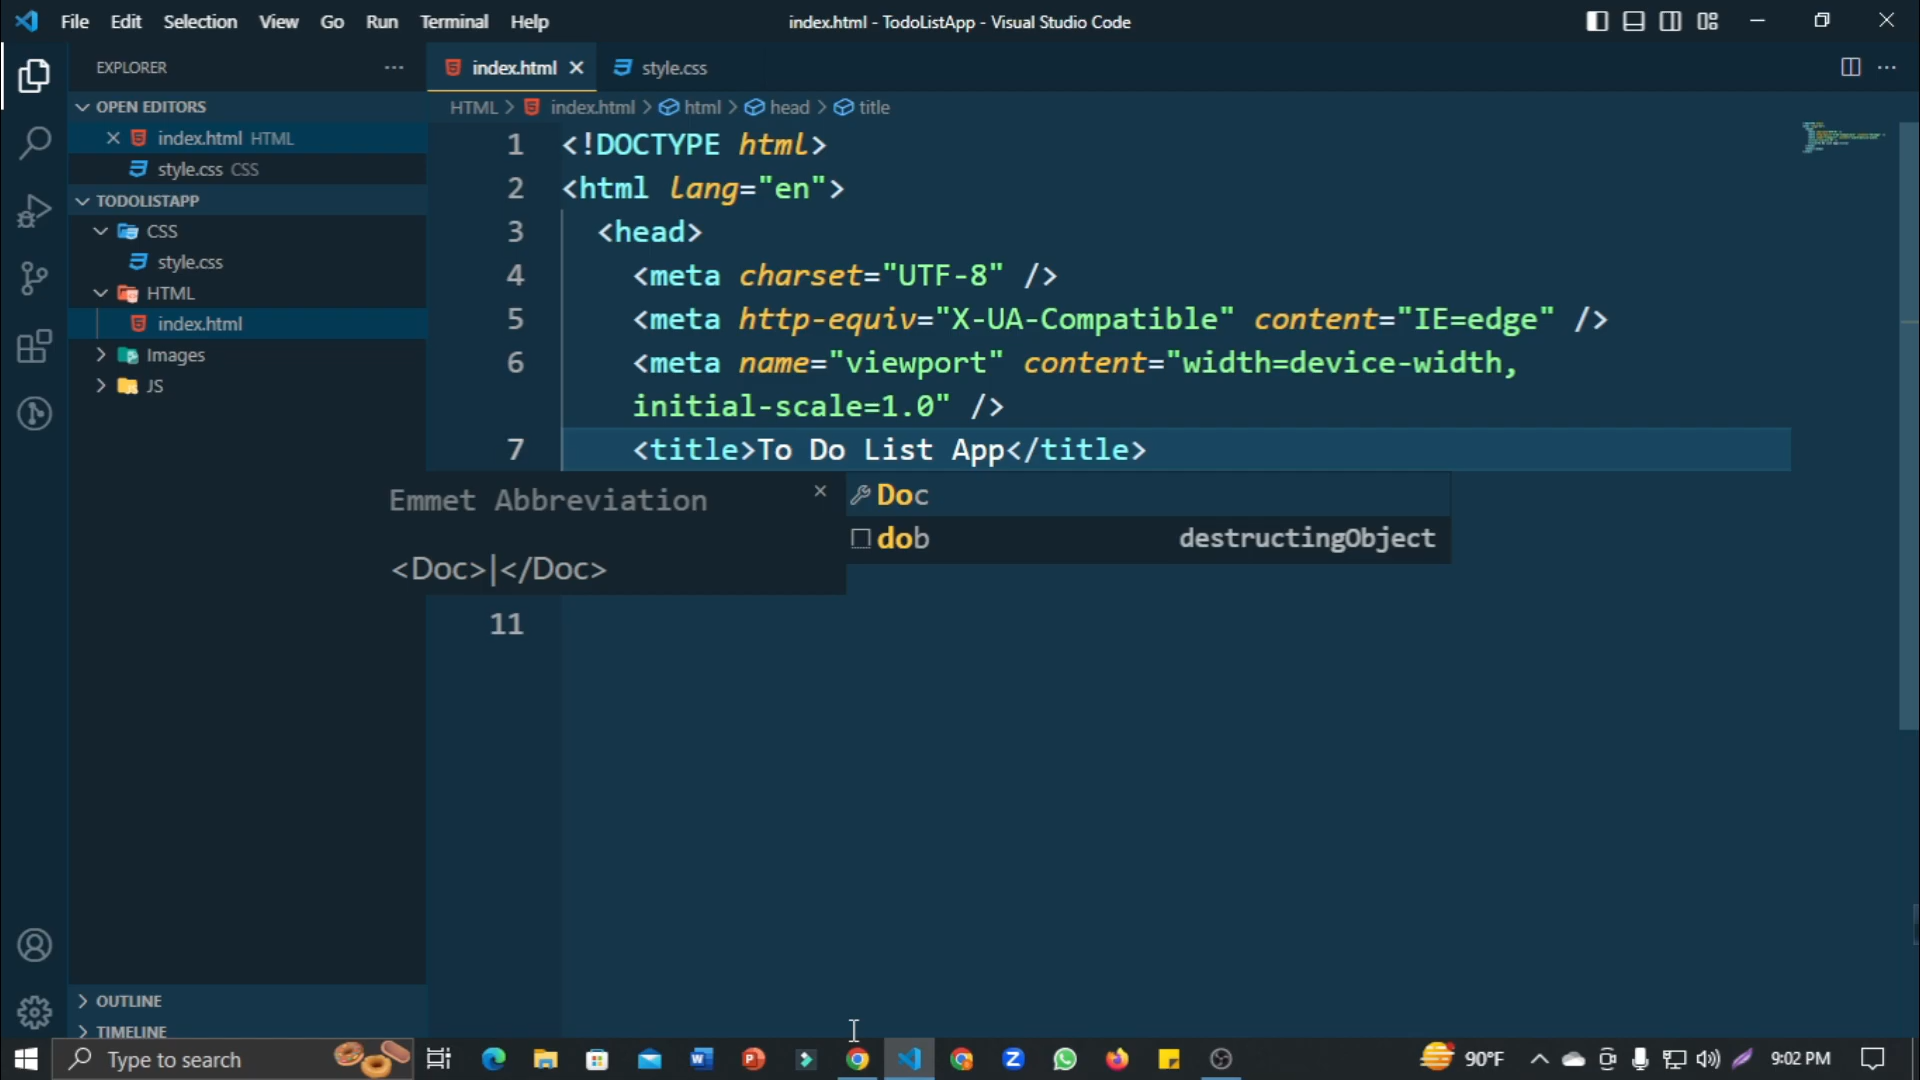 File Edit Selection View Go Run Terminal Help
index.html - TodoListApp - Visual Studio Code
EXPLORER
index.html
style.css
OPEN EDITORS
HTML > index.html > html > head > title
index.html HTML
style.css CSS
TODOLISTAPP
CSS
style.css
HTML
index.html
Images
JS
1 <!DOCTYPE html>
2 <html lang="en">
3 <head>
4 <meta charset="UTF-8" />
5 <meta http-equiv="X-UA-Compatible" content="IE=edge" />
6 <meta name="viewport" content="width=device-width,
initial-scale=1.0" />
7 <title>To Do List App</title>
Emmet Abbreviation
<Doc>|</Doc>
Doc
dob destructingObject
11
OUTLINE
TIMELINE
Type to search
90°F
9:02 PM